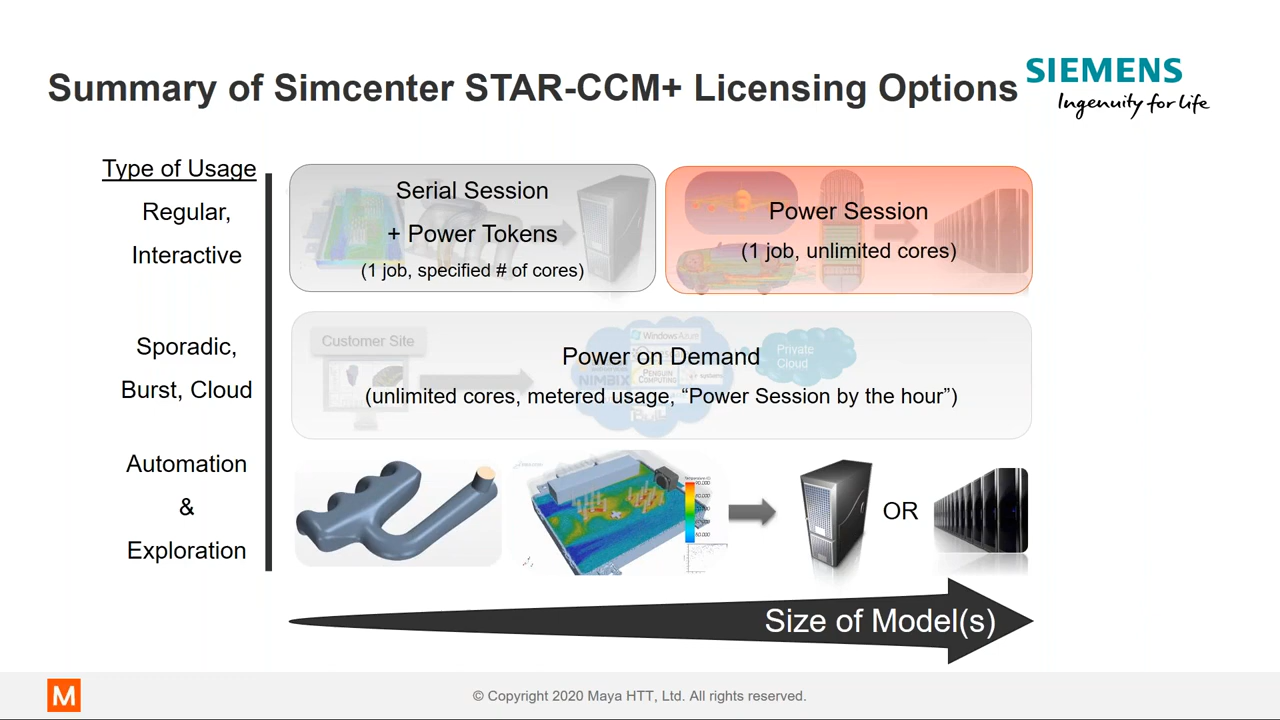 Summary of Simcenter STAR-CCM+ Licensing Options
SIEMENS
Ingenuity for life
Type of Usage
Regular,
Interactive
Serial Session
+ Power Tokens
(1 job, specified # of cores)
Power Session
(1 job, unlimited cores)
Sporadic,
Burst, Cloud
Customer Site
Windows Azure
Private
Cloud
NIMBIX
PENGUIN
COMPUTING
Power on Demand
(unlimited cores, metered usage, “Power Session by the hour”)
Automation
&
Exploration
OR
Size of Model(s)
M
© Copyright 2020 Maya HTT, Ltd. All rights reserved.